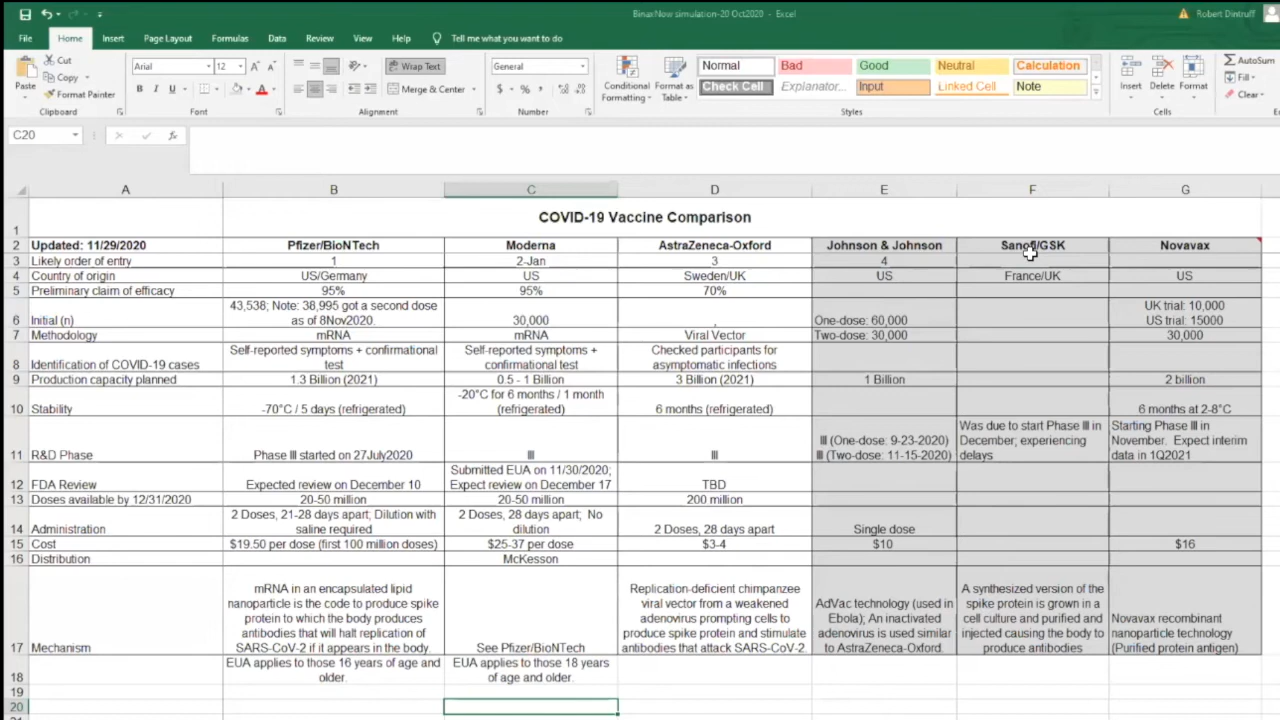 BinaxNow simulation-20 Oct2020 - Excel
Robert Dintruff
File Home Insert Page Layout Formulas Data Review View Help Tell me what you want to do
Cut
Copy
Format Painter
Paste
Clipboard
Arial 12
B I U
Font
Wrap Text
Merge & Center
Alignment
General
$ % ,
Number
Conditional Formatting
Format as Table
Normal Bad Good Neutral Calculation
Check Cell Explanatory... Input Linked Cell Note
Styles
Insert Delete Format
Cells
AutoSum
Fill
Clear
C20
fx
A B C D E F G
1 COVID-19 Vaccine Comparison
2 Updated: 11/29/2020 Pfizer/BioNTech Moderna AstraZeneca-Oxford Johnson & Johnson Sanofi/GSK Novavax
3 Likely order of entry 1 2-Jan 3 4
4 Country of origin US/Germany US Sweden/UK US France/UK US
5 Preliminary claim of efficacy 95% 95% 70%
43,538; Note: 38,995 got a second dose UK trial: 10,000
as of 8Nov2020. One-dose: 60,000 US trial: 15000
6 Initial (n) 30,000
7 Methodology mRNA mRNA Viral Vector Two-dose: 30,000 30,000
Self-reported symptoms + confirmational Self-reported symptoms + Checked participants for
8 Identification of COVID-19 cases test confirmational test asymptomatic infections
9 Production capacity planned 1.3 Billion (2021) 0.5 - 1 Billion 3 Billion (2021) 1 Billion 2 billion
-20°C for 6 months / 1 month
10 Stability -70°C / 5 days (refrigerated) (refrigerated) 6 months (refrigerated) 6 months at 2-8°C
Was due to start Phase III in Starting Phase III in
III (One-dose: 9-23-2020) December; experiencing November. Expect interim
11 R&D Phase Phase III started on 27July2020 III III III (Two-dose: 11-15-2020) delays data in 1Q2021
Submitted EUA on 11/30/2020;
12 FDA Review Expected review on December 10 Expect review on December 17 TBD
13 Doses available by 12/31/2020 20-50 million 20-50 million 200 million
2 Doses, 21-28 days apart; Dilution with 2 Doses, 28 days apart; No
14 Administration saline required dilution 2 Doses, 28 days apart Single dose
15 Cost $19.50 per dose (first 100 million doses) $25-37 per dose $3-4 $10 $16
16 Distribution McKesson
mRNA in an encapsulated lipid Replication-deficient chimpanzee A synthesized version of the
nanoparticle is the code to produce spike viral vector from a weakened AdVac technology (used in spike protein is grown in a
protein to which the body produces adenovirus prompting cells to Ebola); An inactivated cell culture and purified and Novavax recombinant
antibodies that will halt replication of produce spike protein and stimulate adenovirus is used similar injected causing the body to nanoparticle technology
17 Mechanism SARS-CoV-2 if it appears in the body. See Pfizer/BioNTech antibodies that attack SARS-CoV-2. to AstraZeneca-Oxford. produce antibodies (Purified protein antigen)
EUA applies to those 16 years of age and EUA applies to those 18 years
18 older. of age and older.
19
20